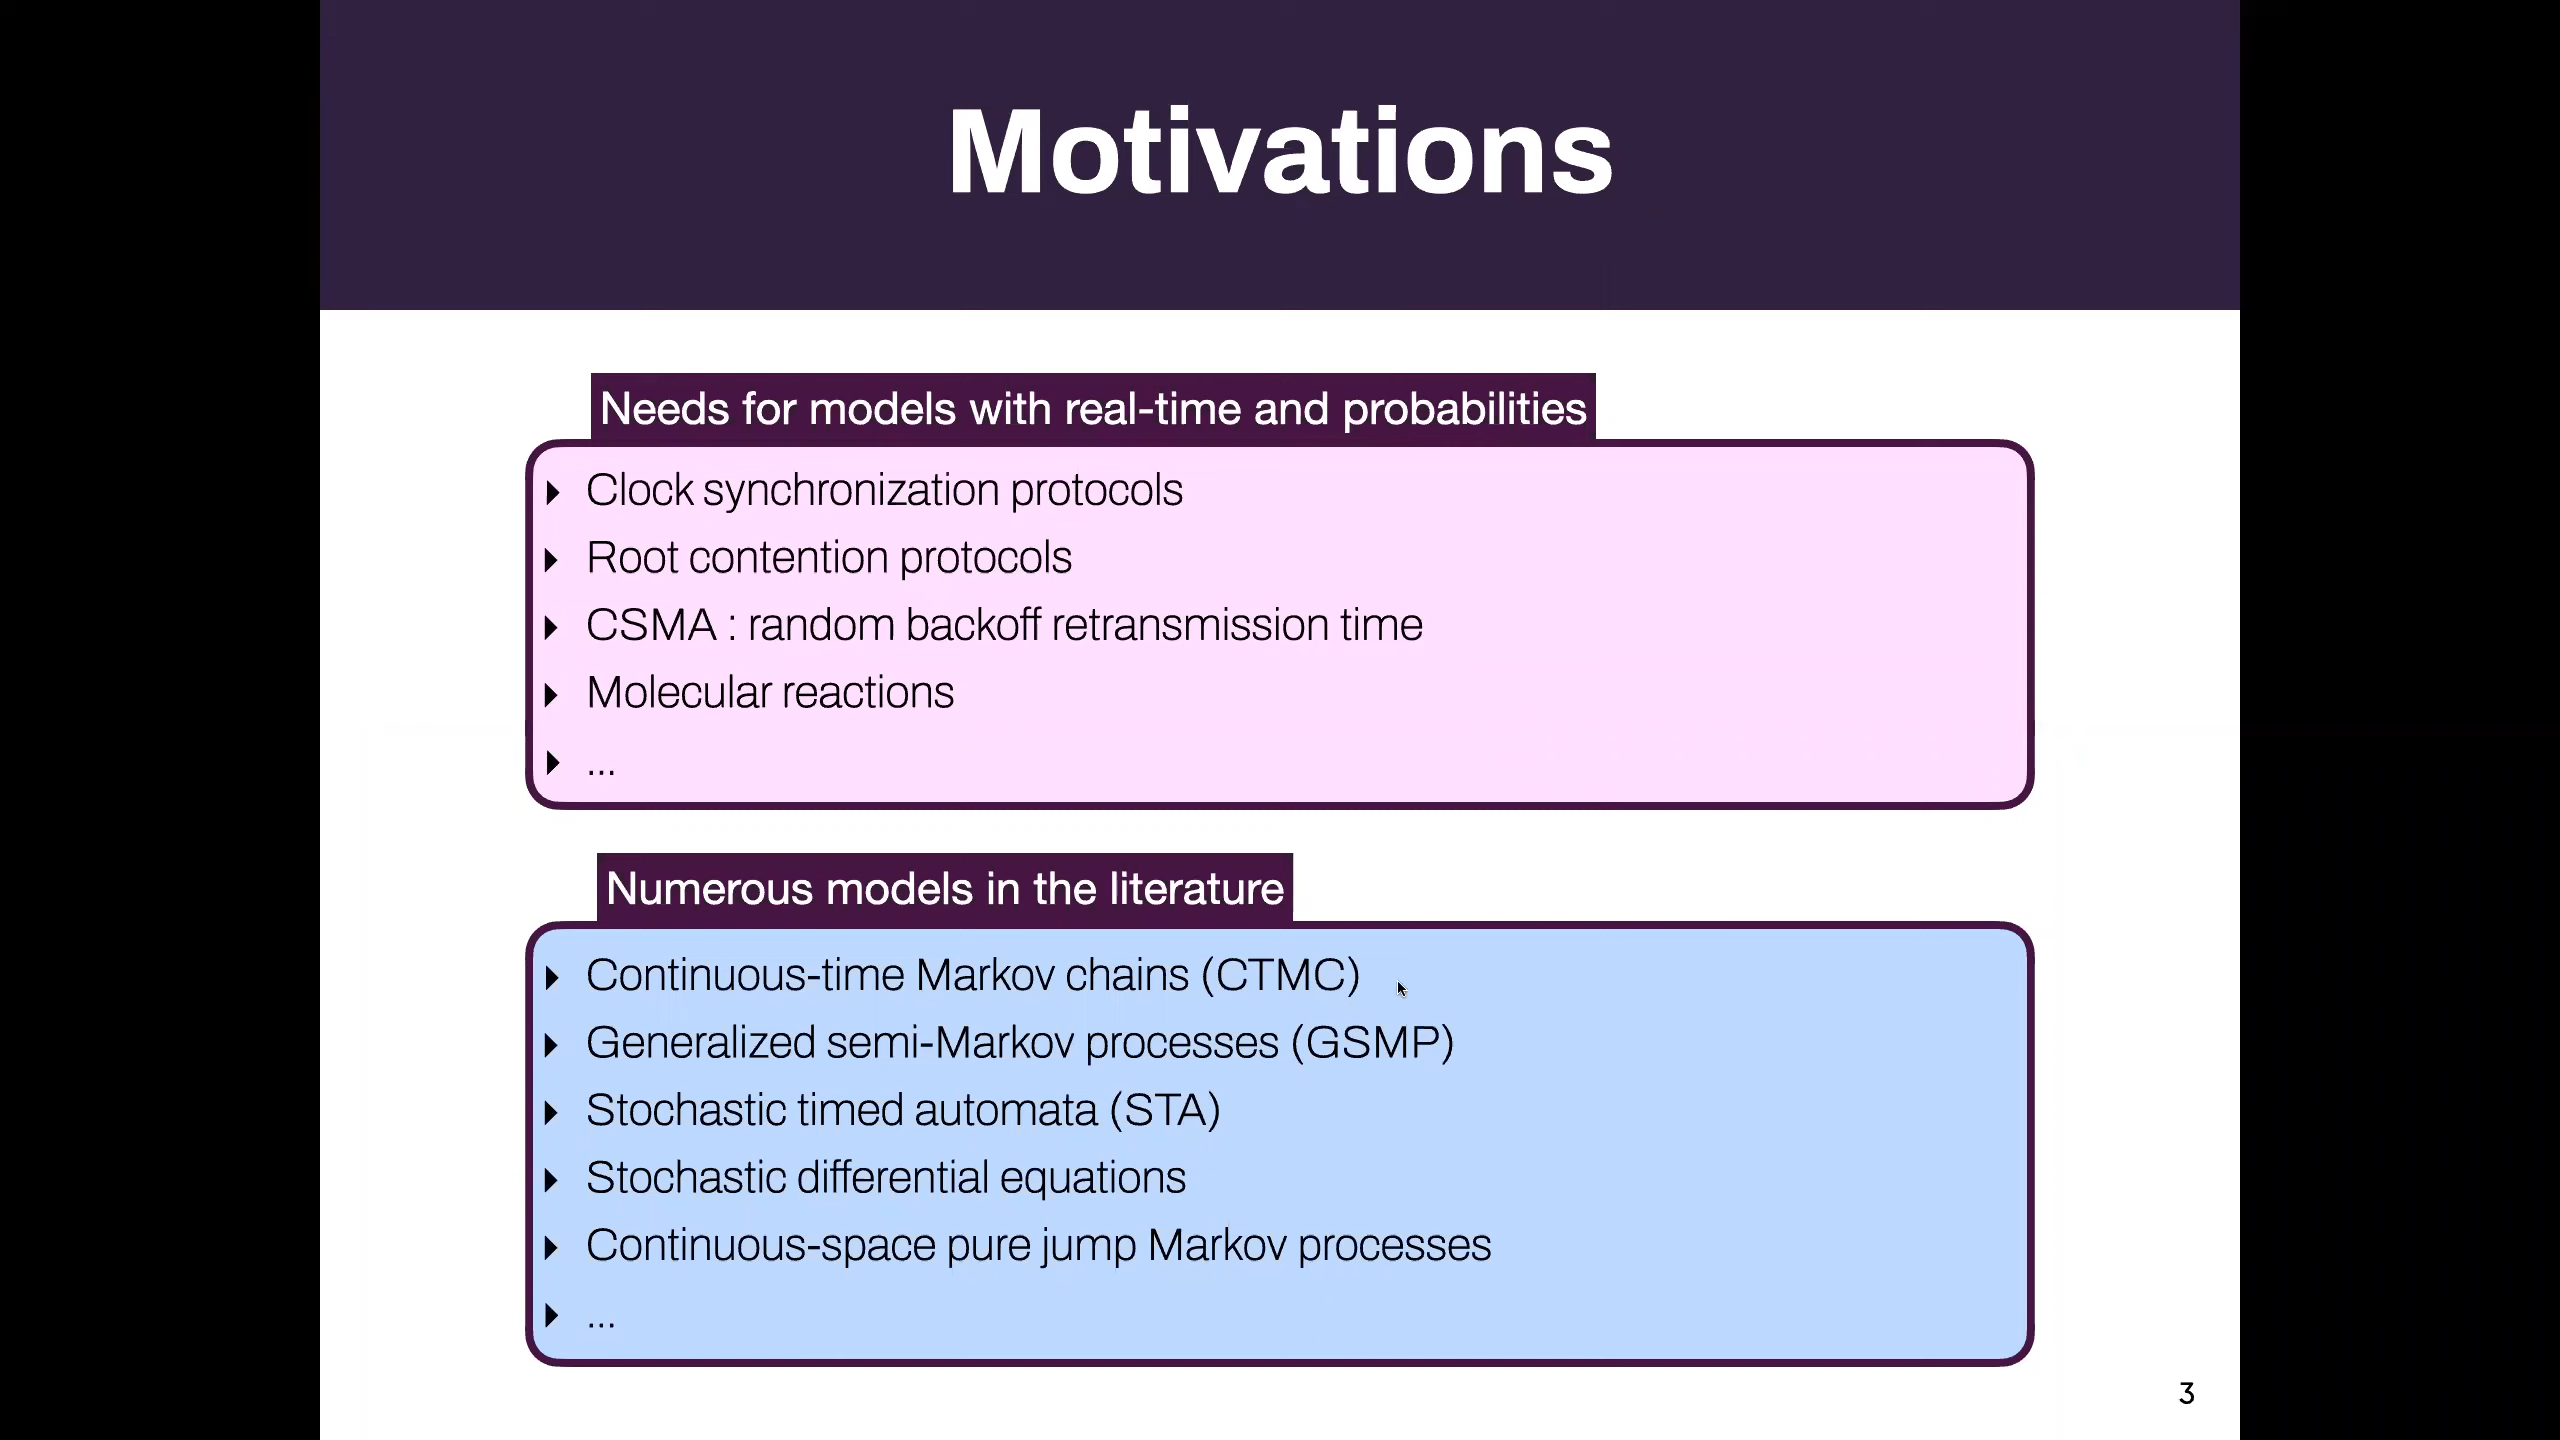 Motivations
Needs for models with real-time and probabilities
Clock synchronization protocols
Root contention protocols
CSMA : random backoff retransmission time
Molecular reactions
...
Numerous models in the literature
Continuous-time Markov chains (CTMC)
Generalized semi-Markov processes (GSMP)
Stochastic timed automata (STA)
Stochastic differential equations
Continuous-space pure jump Markov processes
...
3